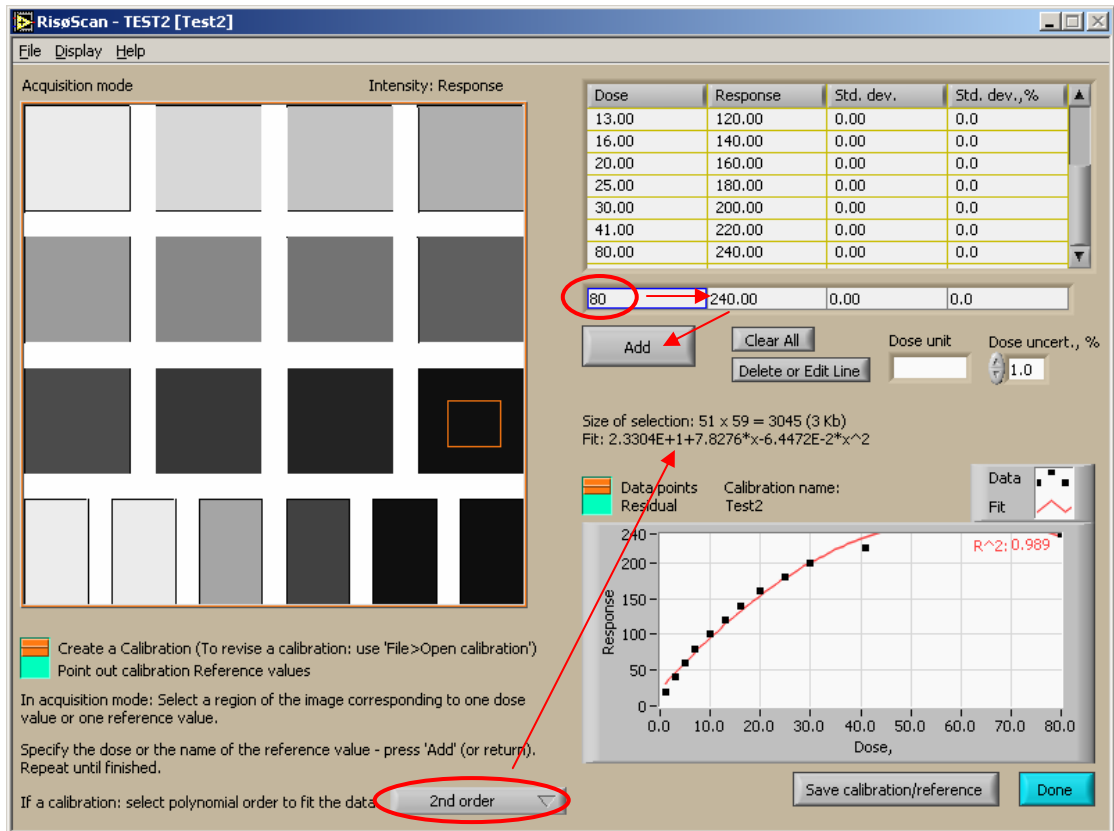 RisøScan - TEST2 [Test2]
File Display Help
Acquisition mode
Intensity: Response
Dose Response Std. dev. Std. dev.,%
13.00 120.00 0.00 0.0
16.00 140.00 0.00 0.0
20.00 160.00 0.00 0.0
25.00 180.00 0.00 0.0
30.00 200.00 0.00 0.0
41.00 220.00 0.00 0.0
80.00 240.00 0.00 0.0
80 240.00 0.00 0.0
Add
Clear All
Delete or Edit Line
Dose unit
Dose uncert., %
1.0
Size of selection: 51 x 59 = 3045 (3 Kb)
Fit: 2.3304E+1+7.8276*x-6.4472E-2*x^2
Data points
Residual
Calibration name:
Test2
Data
Fit
R^2: 0.989
Response
240
200
150
100
50
0
0.0 10.0 20.0 30.0 40.0 50.0 60.0 70.0 80.0
Dose,
Create a Calibration (To revise a calibration: use 'File>Open calibration')
Point out calibration Reference values
In acquisition mode: Select a region of the image corresponding to one dose
value or one reference value.
Specify the dose or the name of the reference value - press 'Add' (or return).
Repeat until finished.
If a calibration: select polynomial order to fit the data
2nd order
Save calibration/reference
Done